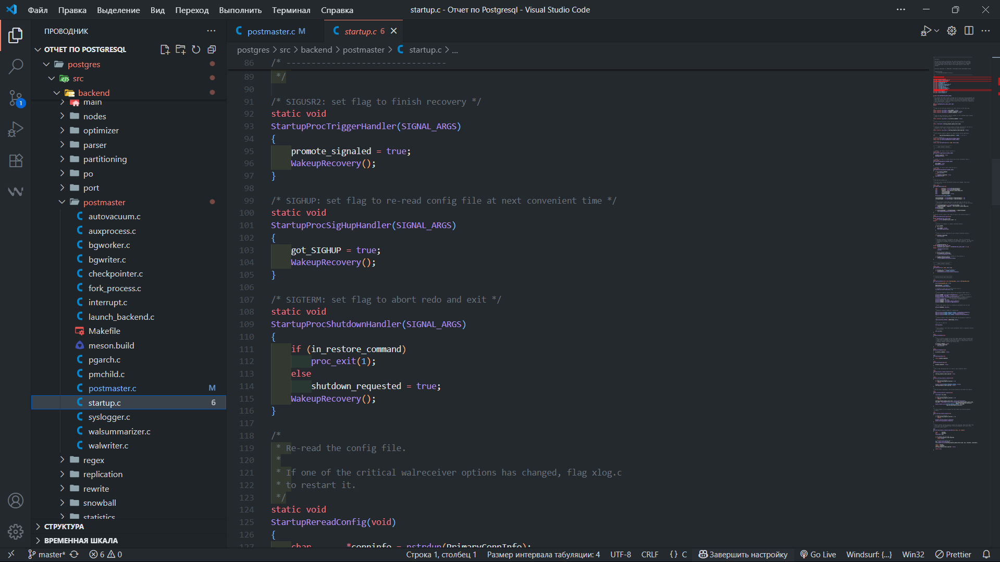 Файл Правка Выделение Вид Переход Выполнить Терминал Справка
startup.c - Отчет по Postgresql - Visual Studio Code
ПРОВОДНИК
ОТЧЕТ ПО POSTGRESQL
postgres
src
backend
main
nodes
optimizer
parser
partitioning
po
port
postmaster
autovacuum.c
auxprocess.c
bgworker.c
bgwriter.c
checkpointer.c
fork_process.c
interrupt.c
launch_backend.c
Makefile
meson.build
pgarch.c
pmchild.c
postmaster.c M
startup.c 6
syslogger.c
walsummarizer.c
walwriter.c
regex
replication
rewrite
snowball
statistics
СТРУКТУРА
ВРЕМЕННАЯ ШКАЛА
1
postmaster.c M
startup.c 6
postgres > src > backend > postmaster > startup.c > ...
86 /* --------------------------------
89 */
90
91 /* SIGUSR2: set flag to finish recovery */
92 static void
93 StartupProcTriggerHandler(SIGNAL_ARGS)
94 {
95 promote_signaled = true;
96 WakeupRecovery();
97 }
98
99 /* SIGHUP: set flag to re-read config file at next convenient time */
100 static void
101 StartupProcSigHupHandler(SIGNAL_ARGS)
102 {
103 got_SIGHUP = true;
104 WakeupRecovery();
105 }
106
107 /* SIGTERM: set flag to abort redo and exit */
108 static void
109 StartupProcShutdownHandler(SIGNAL_ARGS)
110 {
111 if (in_restore_command)
112 proc_exit(1);
113 else
114 shutdown_requested = true;
115 WakeupRecovery();
116 }
117
118 /*
119 * Re-read the config file.
120 *
121 * If one of the critical walreceiver options has changed, flag xlog.c
122 * to restart it.
123 */
124 static void
125 StartupRereadConfig(void)
126 {
127 char *conninfo = pstrdup(PrimaryConnInfo);
master* 6 0
Строка 1, столбец 1 Размер интервала табуляции: 4 UTF-8 CRLF {} C Завершить настройку Go Live Windsurf: {...} Win32 Prettier